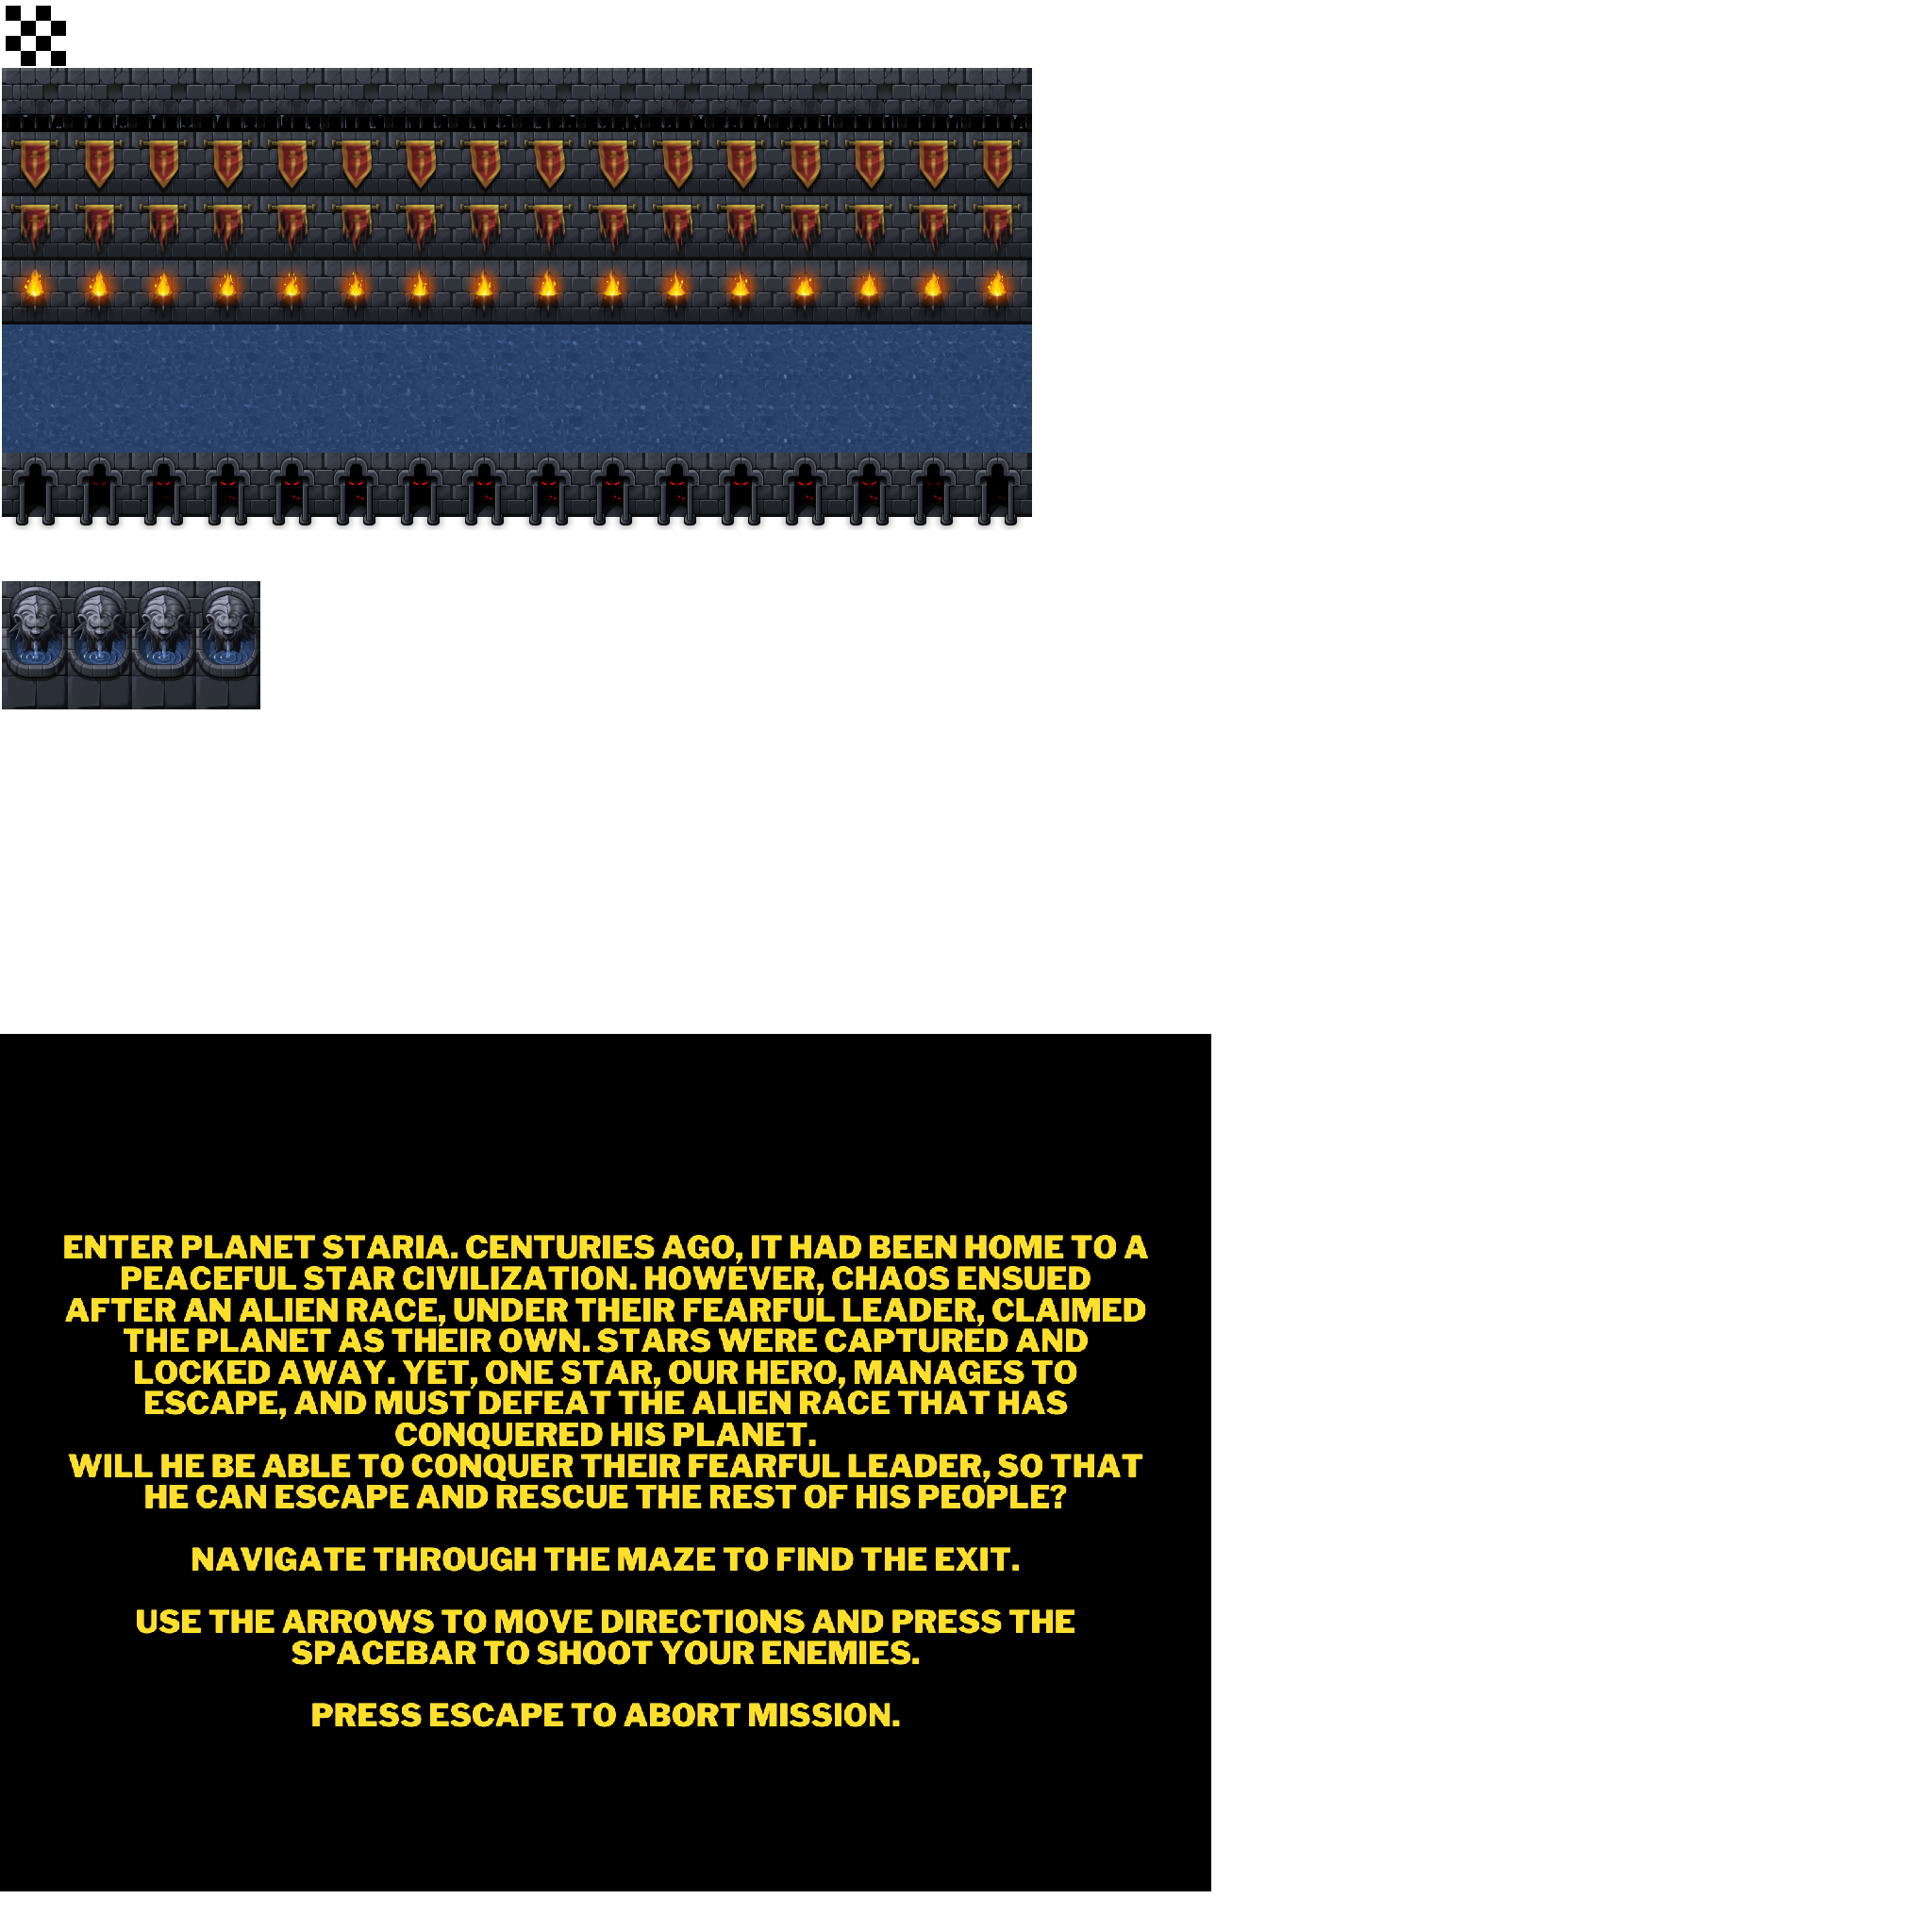 ENTER PLANET STARIA. CENTURIES AGO, IT HAD BEEN HOME TO A
PEACEFUL STAR CIVILIZATION. HOWEVER, CHAOS ENSUED
AFTER AN ALIEN RACE, UNDER THEIR FEARFUL LEADER, CLAIMED
THE PLANET AS THEIR OWN. STARS WERE CAPTURED AND
LOCKED AWAY. YET, ONE STAR, OUR HERO, MANAGES TO
ESCAPE, AND MUST DEFEAT THE ALIEN RACE THAT HAS
CONQUERED HIS PLANET.
WILL HE BE ABLE TO CONQUER THEIR FEARFUL LEADER, SO THAT
HE CAN ESCAPE AND RESCUE THE REST OF HIS PEOPLE?
NAVIGATE THROUGH THE MAZE TO FIND THE EXIT.
USE THE ARROWS TO MOVE DIRECTIONS AND PRESS THE
SPACEBAR TO SHOOT YOUR ENEMIES.
PRESS ESCAPE TO ABORT MISSION.